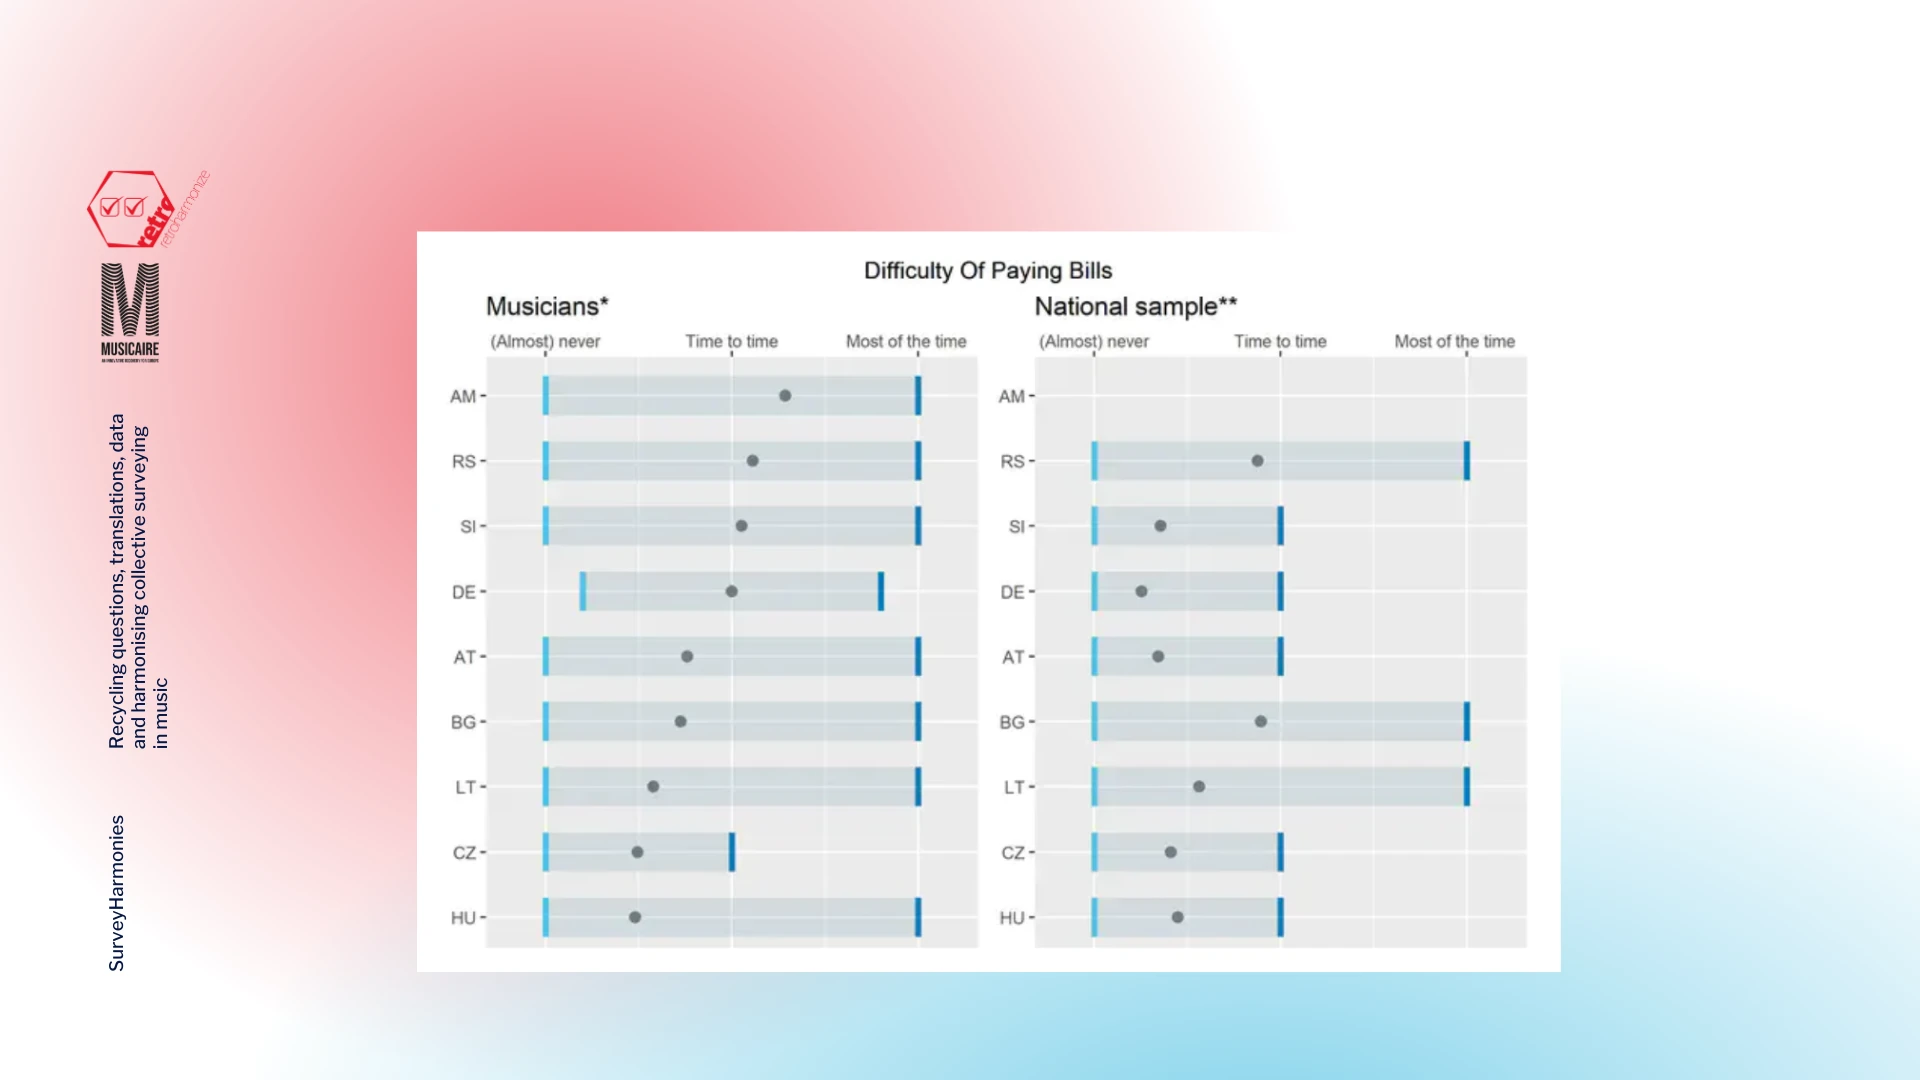 retro
retroharmonize
MUSICAIRE
Recycling questions, translations, data
and harmonising collective surveying
in music
SurveyHarmonies
Difficulty Of Paying Bills
Musicians*
(Almost) never
Time to time
Most of the time
AM
RS
SI
DE
AT
BG
LT
CZ
HU
National sample**
(Almost) never
Time to time
Most of the time
AM
RS
SI
DE
AT
BG
LT
CZ
HU